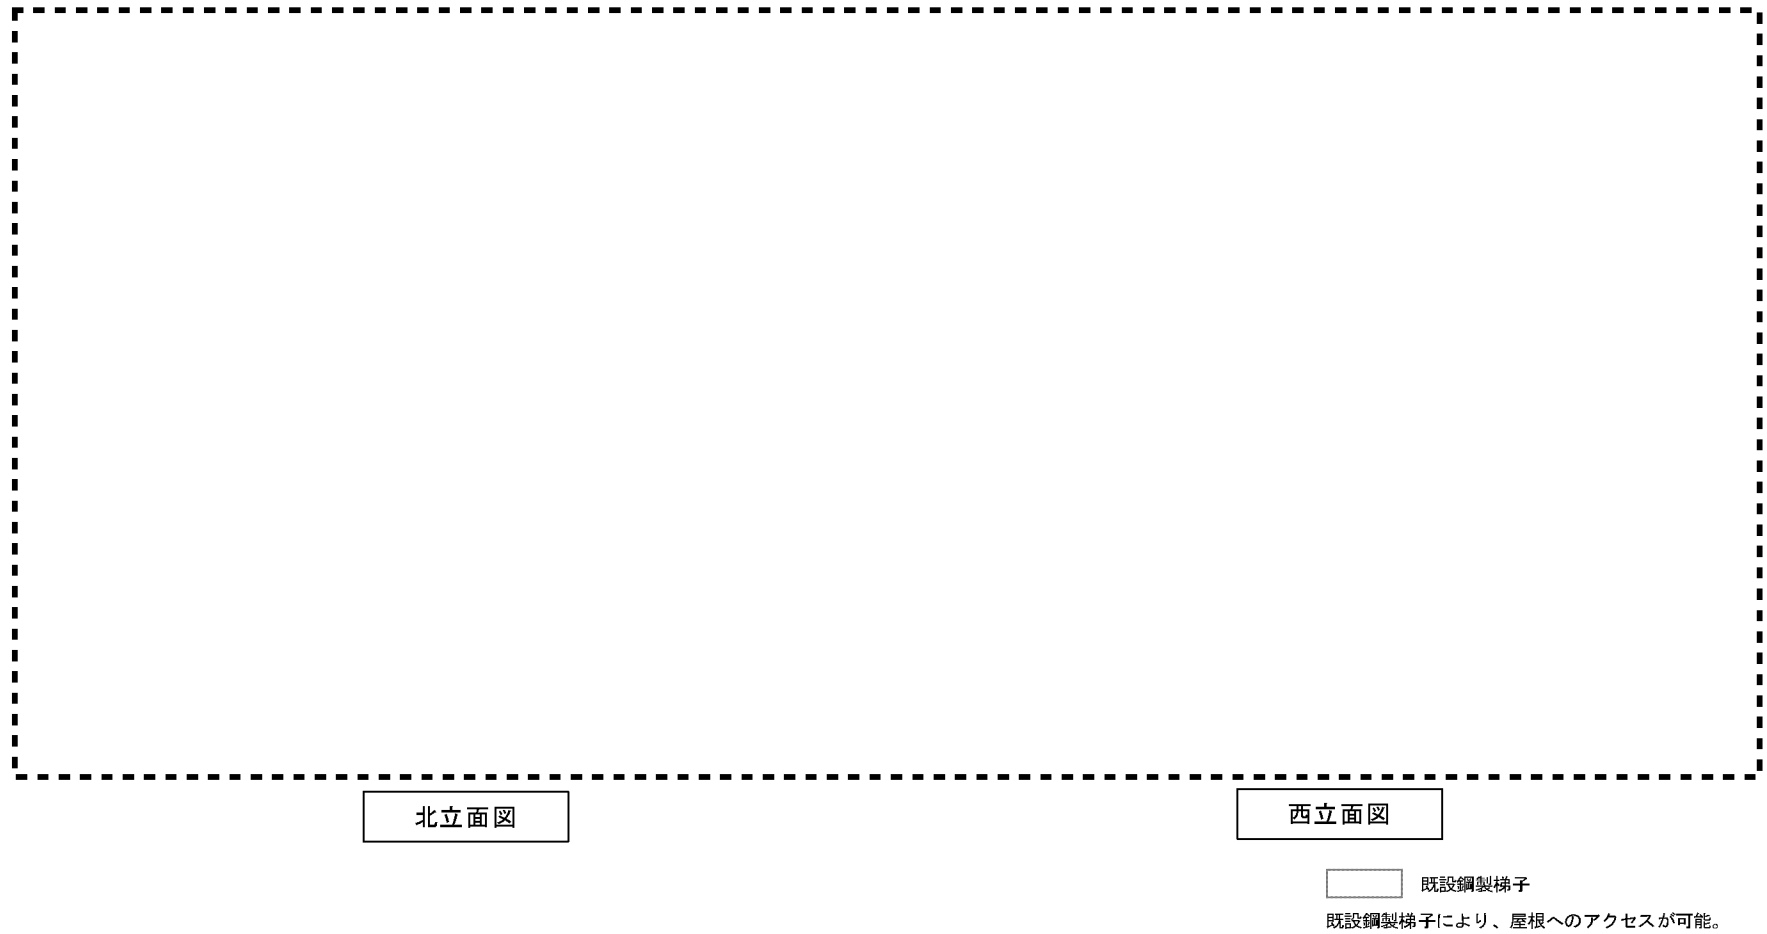 北立面図
西立面図
既設鋼製梯子
既設鋼製梯子により、屋根へのアクセスが可能。